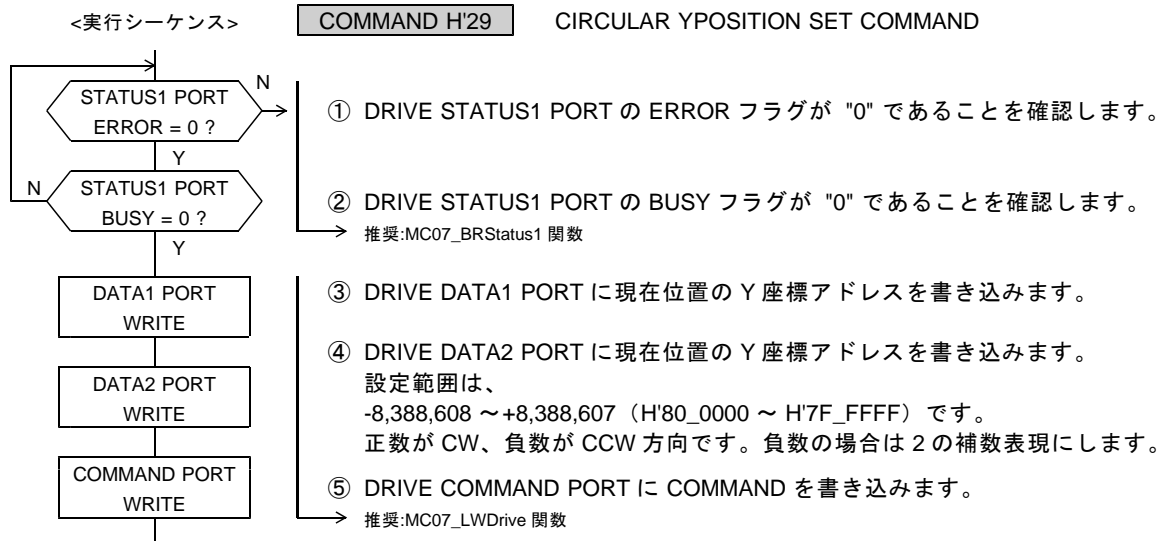 <実行シーケンス>
COMMAND H'29
CIRCULAR YPOSITION SET COMMAND
STATUS1 PORT
ERROR = 0 ?
N
Y
① DRIVE STATUS1 PORT の ERROR フラグが "0" であることを確認します。
STATUS1 PORT
BUSY = 0 ?
N
Y
② DRIVE STATUS1 PORT の BUSY フラグが "0" であることを確認します。
推奨:MC07_BRStatus1 関数
DATA1 PORT
WRITE
③ DRIVE DATA1 PORT に現在位置の Y 座標アドレスを書き込みます。
DATA2 PORT
WRITE
④ DRIVE DATA2 PORT に現在位置の Y 座標アドレスを書き込みます。
設定範囲は、
-8,388,608 ～+8,388,607（H'80_0000 ～ H'7F_FFFF）です。
正数が CW、負数が CCW 方向です。負数の場合は 2 の補数表現にします。
COMMAND PORT
WRITE
⑤ DRIVE COMMAND PORT に COMMAND を書き込みます。
推奨:MC07_LWDrive 関数